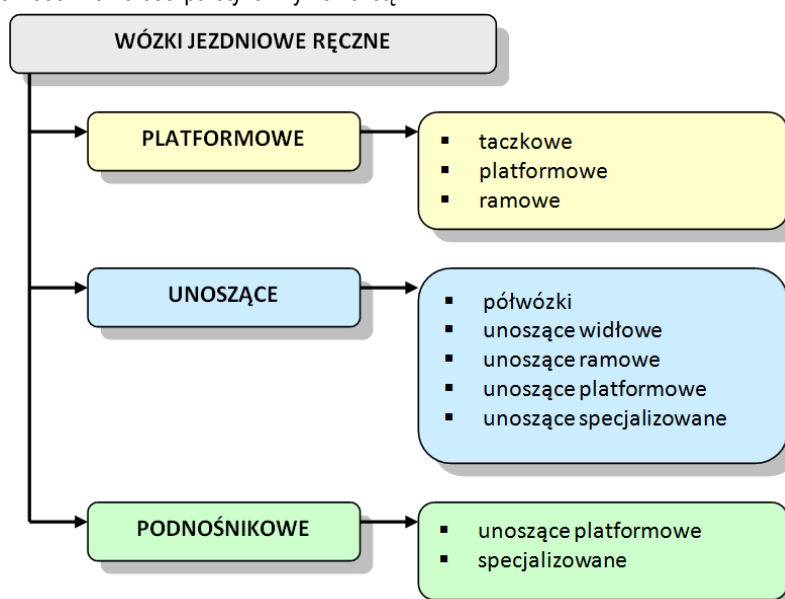 WÓZKI JEZDNIOWE RĘCZNE
PLATFORMOWE
▪ taczkowe
▪ platformowe
▪ ramowe
UNOSZĄCE
▪ półwózki
▪ unoszące widłowe
▪ unoszące ramowe
▪ unoszące platformowe
▪ unoszące specjalizowane
PODNOŚNIKOWE
▪ unoszące platformowe
▪ specjalizowane